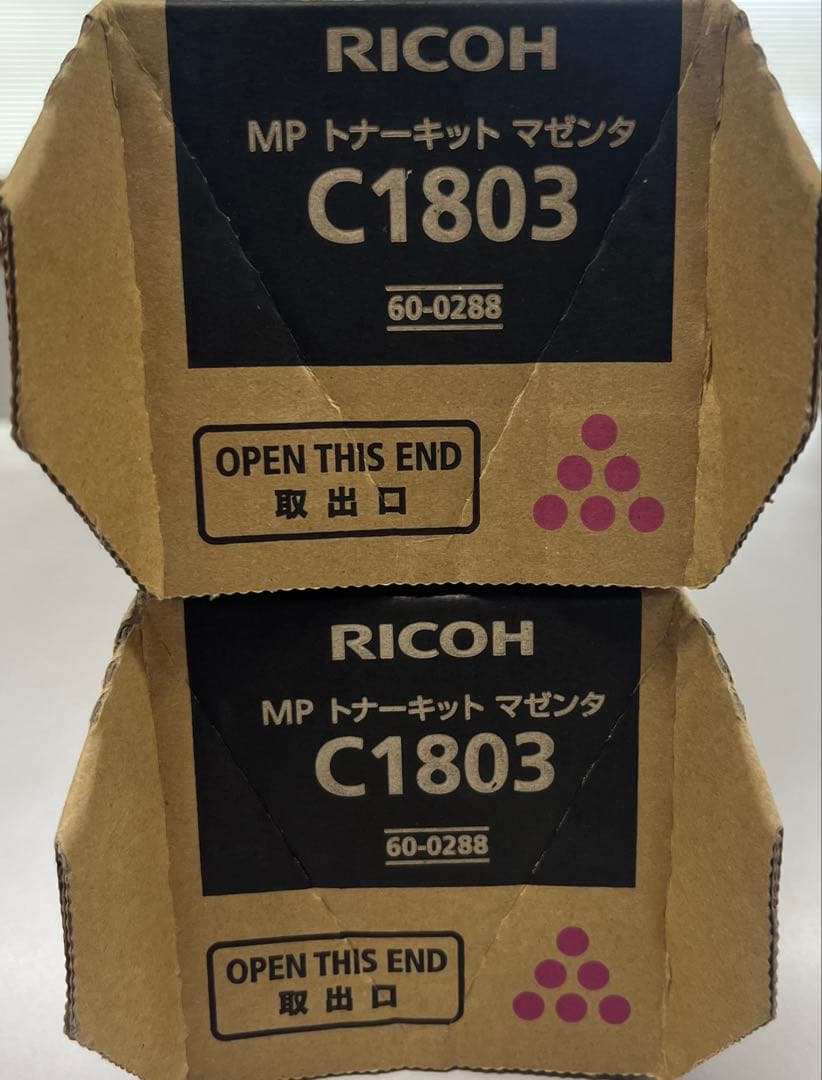 RICOH
MP トナーキット マゼンタ
C1803
60-0288
OPEN THIS END
取出口
RICOH
MP トナーキット マゼンタ
C1803
60-0288
OPEN THIS END
取出口